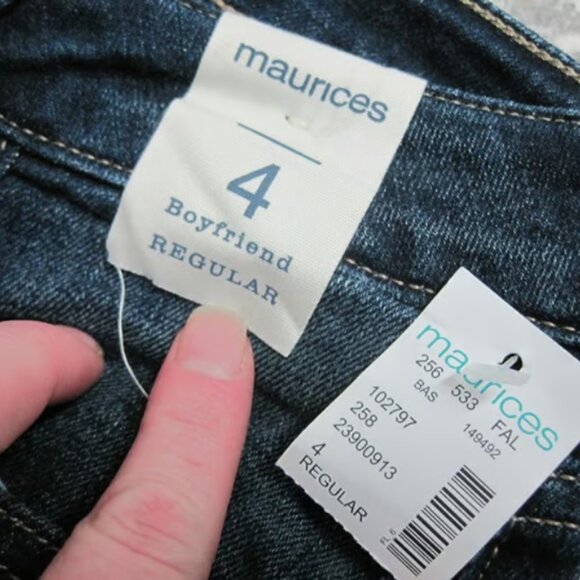 maurices
4
Boyfriend
REGULAR
maurices
256 533 FAL
BAS 149492
102797
258
23900913
4
REGULAR